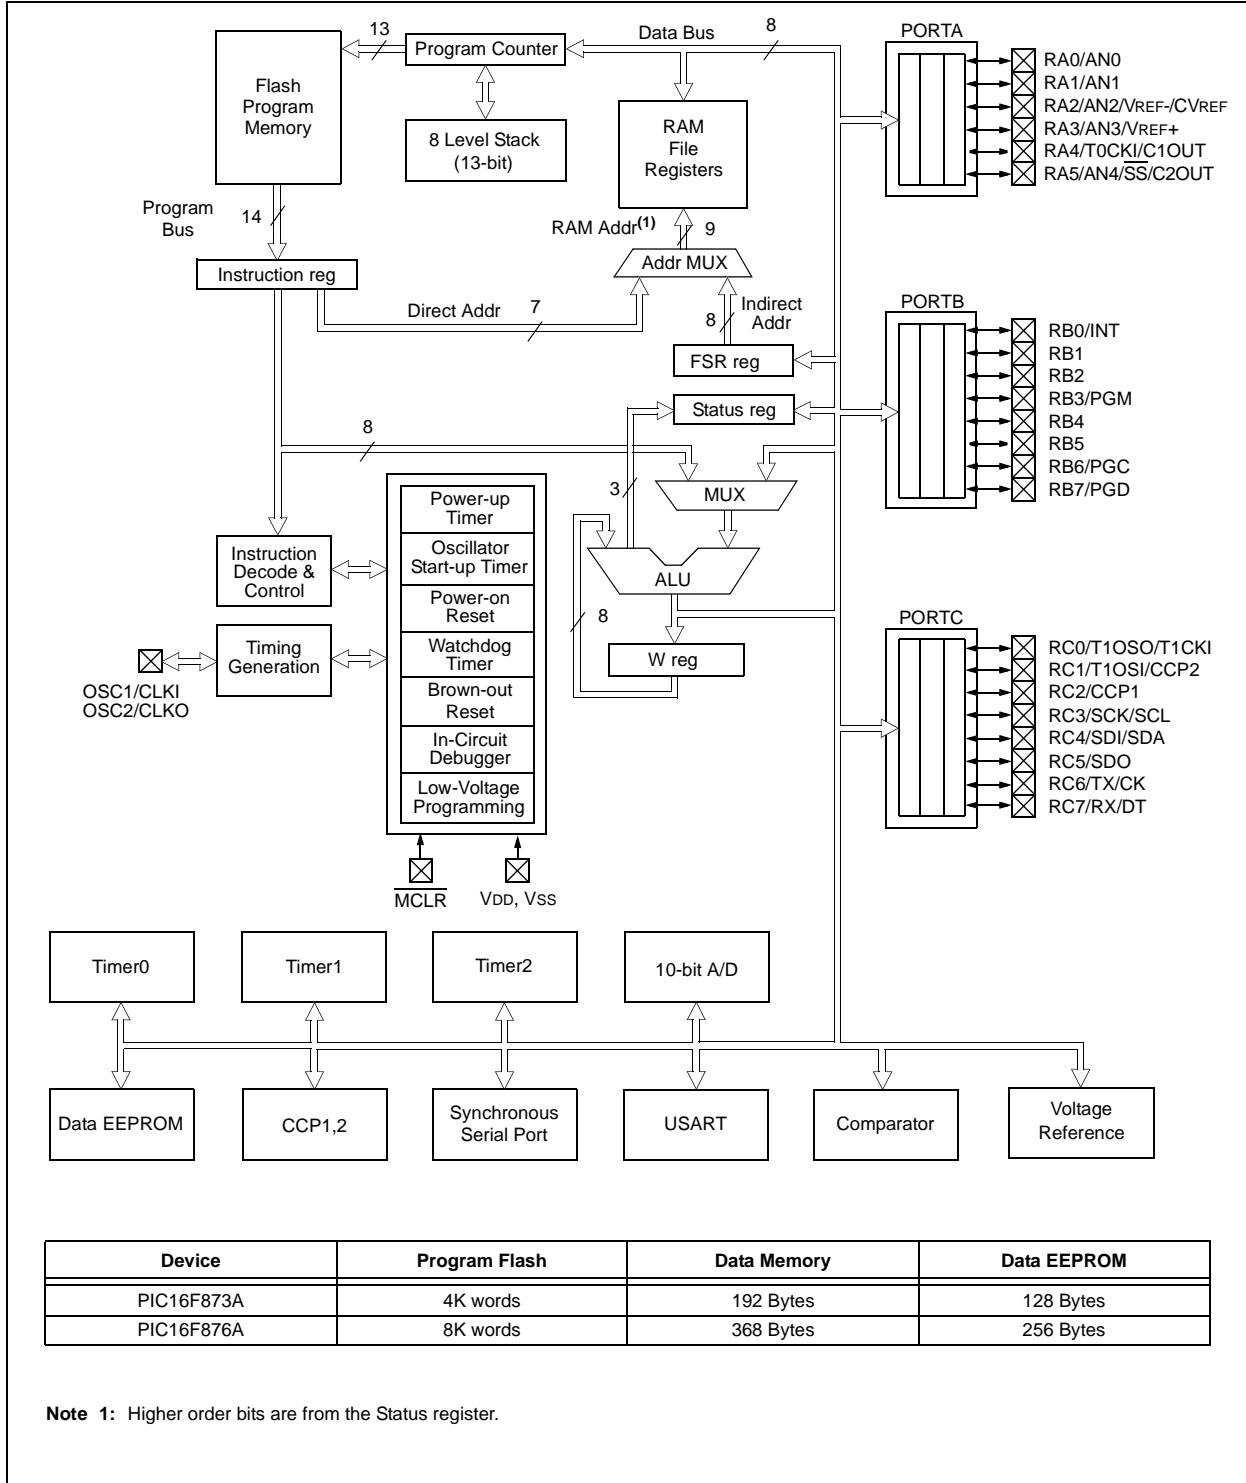 13
Program Counter
Data Bus
8
PORTA
Flash
Program
Memory
8 Level Stack
(13-bit)
RAM
File
Registers
RA0/AN0
RA1/AN1
RA2/AN2/VREF-/CVREF
RA3/AN3/VREF+
RA4/T0CKI/C1OUT
RA5/AN4/S̅S̅/C2OUT
Program
Bus
14
RAM Addr(1)
9
Instruction reg
Addr MUX
Direct Addr
7
8
Indirect
Addr
FSR reg
Status reg
PORTB
RB0/INT
RB1
RB2
RB3/PGM
RB4
RB5
RB6/PGC
RB7/PGD
8
3
MUX
Power-up
Timer
Oscillator
Start-up Timer
Power-on
Reset
Watchdog
Timer
Brown-out
Reset
In-Circuit
Debugger
Low-Voltage
Programming
Instruction
Decode &
Control
ALU
8
W reg
Timing
Generation
OSC1/CLKI
OSC2/CLKO
M̅C̅L̅R̅
VDD, VSS
PORTC
RC0/T1OSO/T1CKI
RC1/T1OSI/CCP2
RC2/CCP1
RC3/SCK/SCL
RC4/SDI/SDA
RC5/SDO
RC6/TX/CK
RC7/RX/DT
Timer0
Timer1
Timer2
10-bit A/D
Data EEPROM
CCP1,2
Synchronous
Serial Port
USART
Comparator
Voltage
Reference
Device Program Flash Data Memory Data EEPROM
PIC16F873A 4K words 192 Bytes 128 Bytes
PIC16F876A 8K words 368 Bytes 256 Bytes
Note 1: Higher order bits are from the Status register.